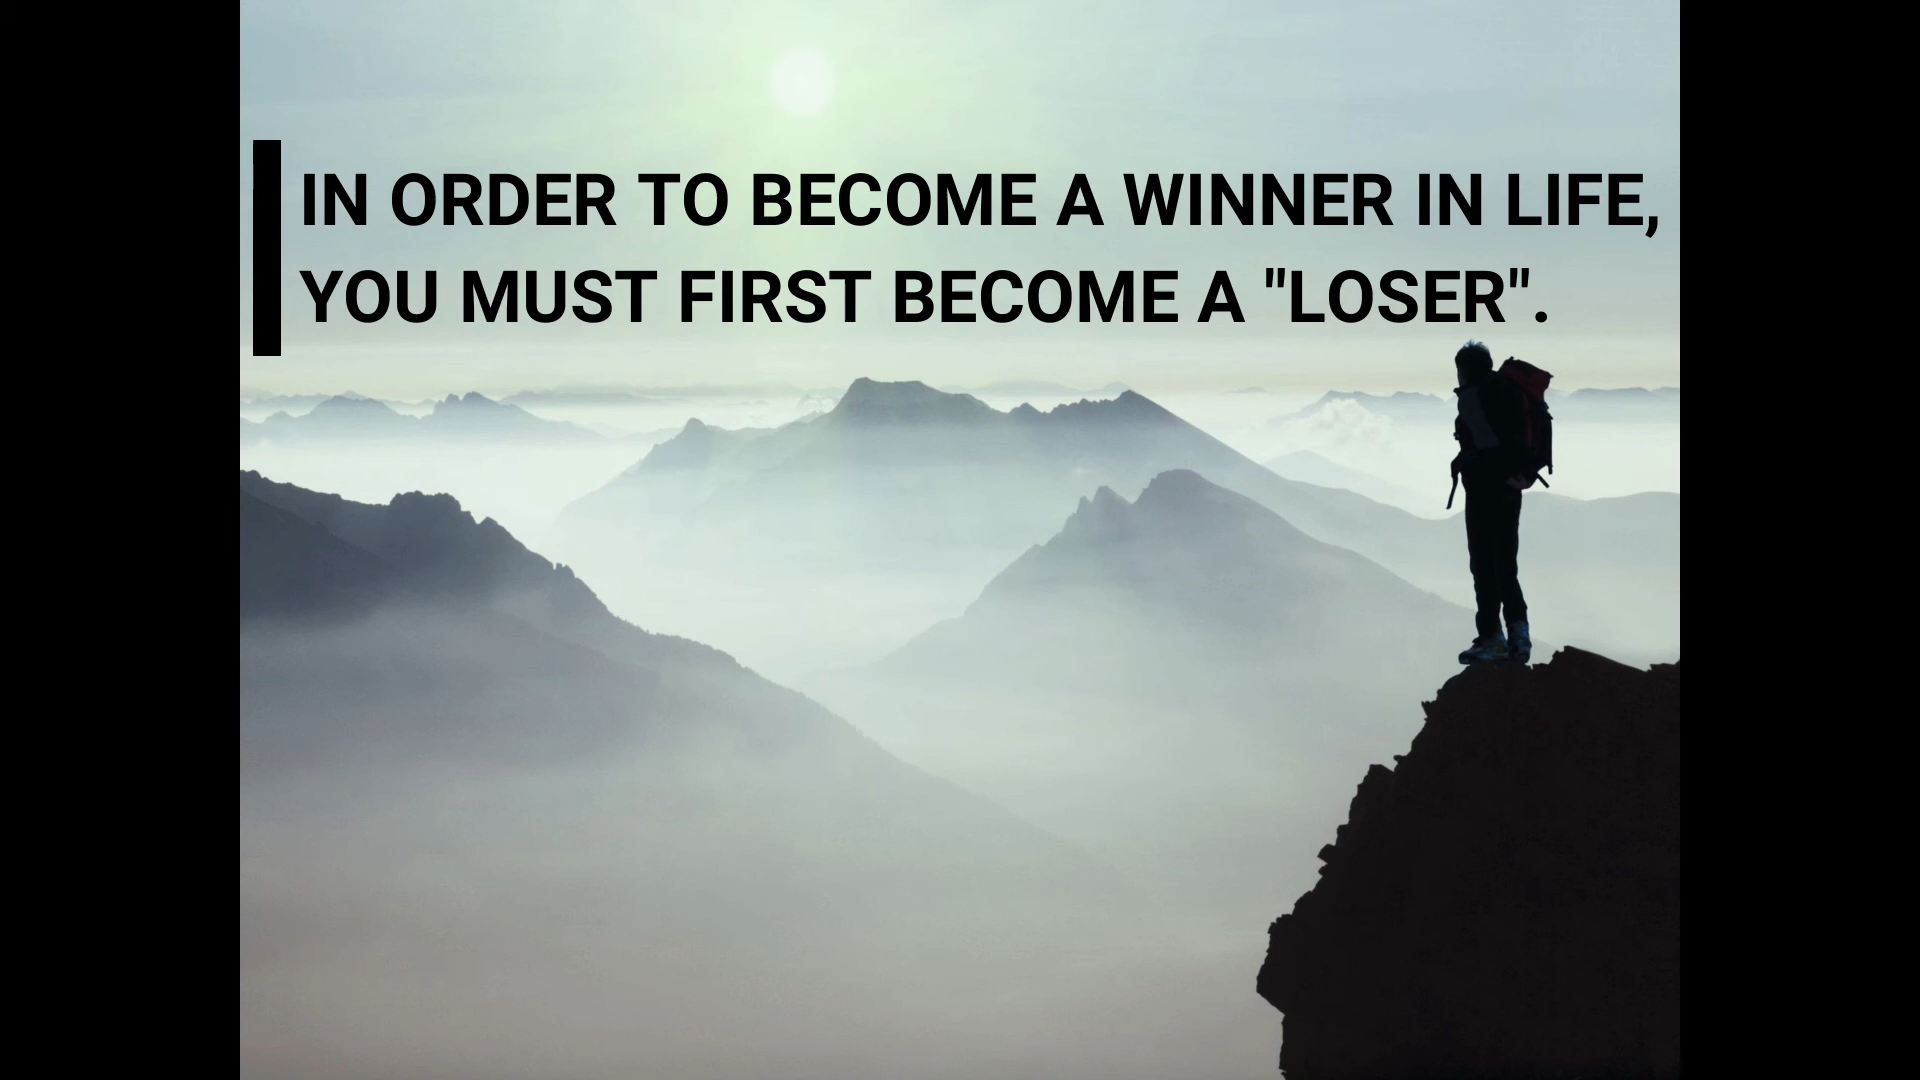 IN ORDER TO BECOME A WINNER IN LIFE,
YOU MUST FIRST BECOME A "LOSER".